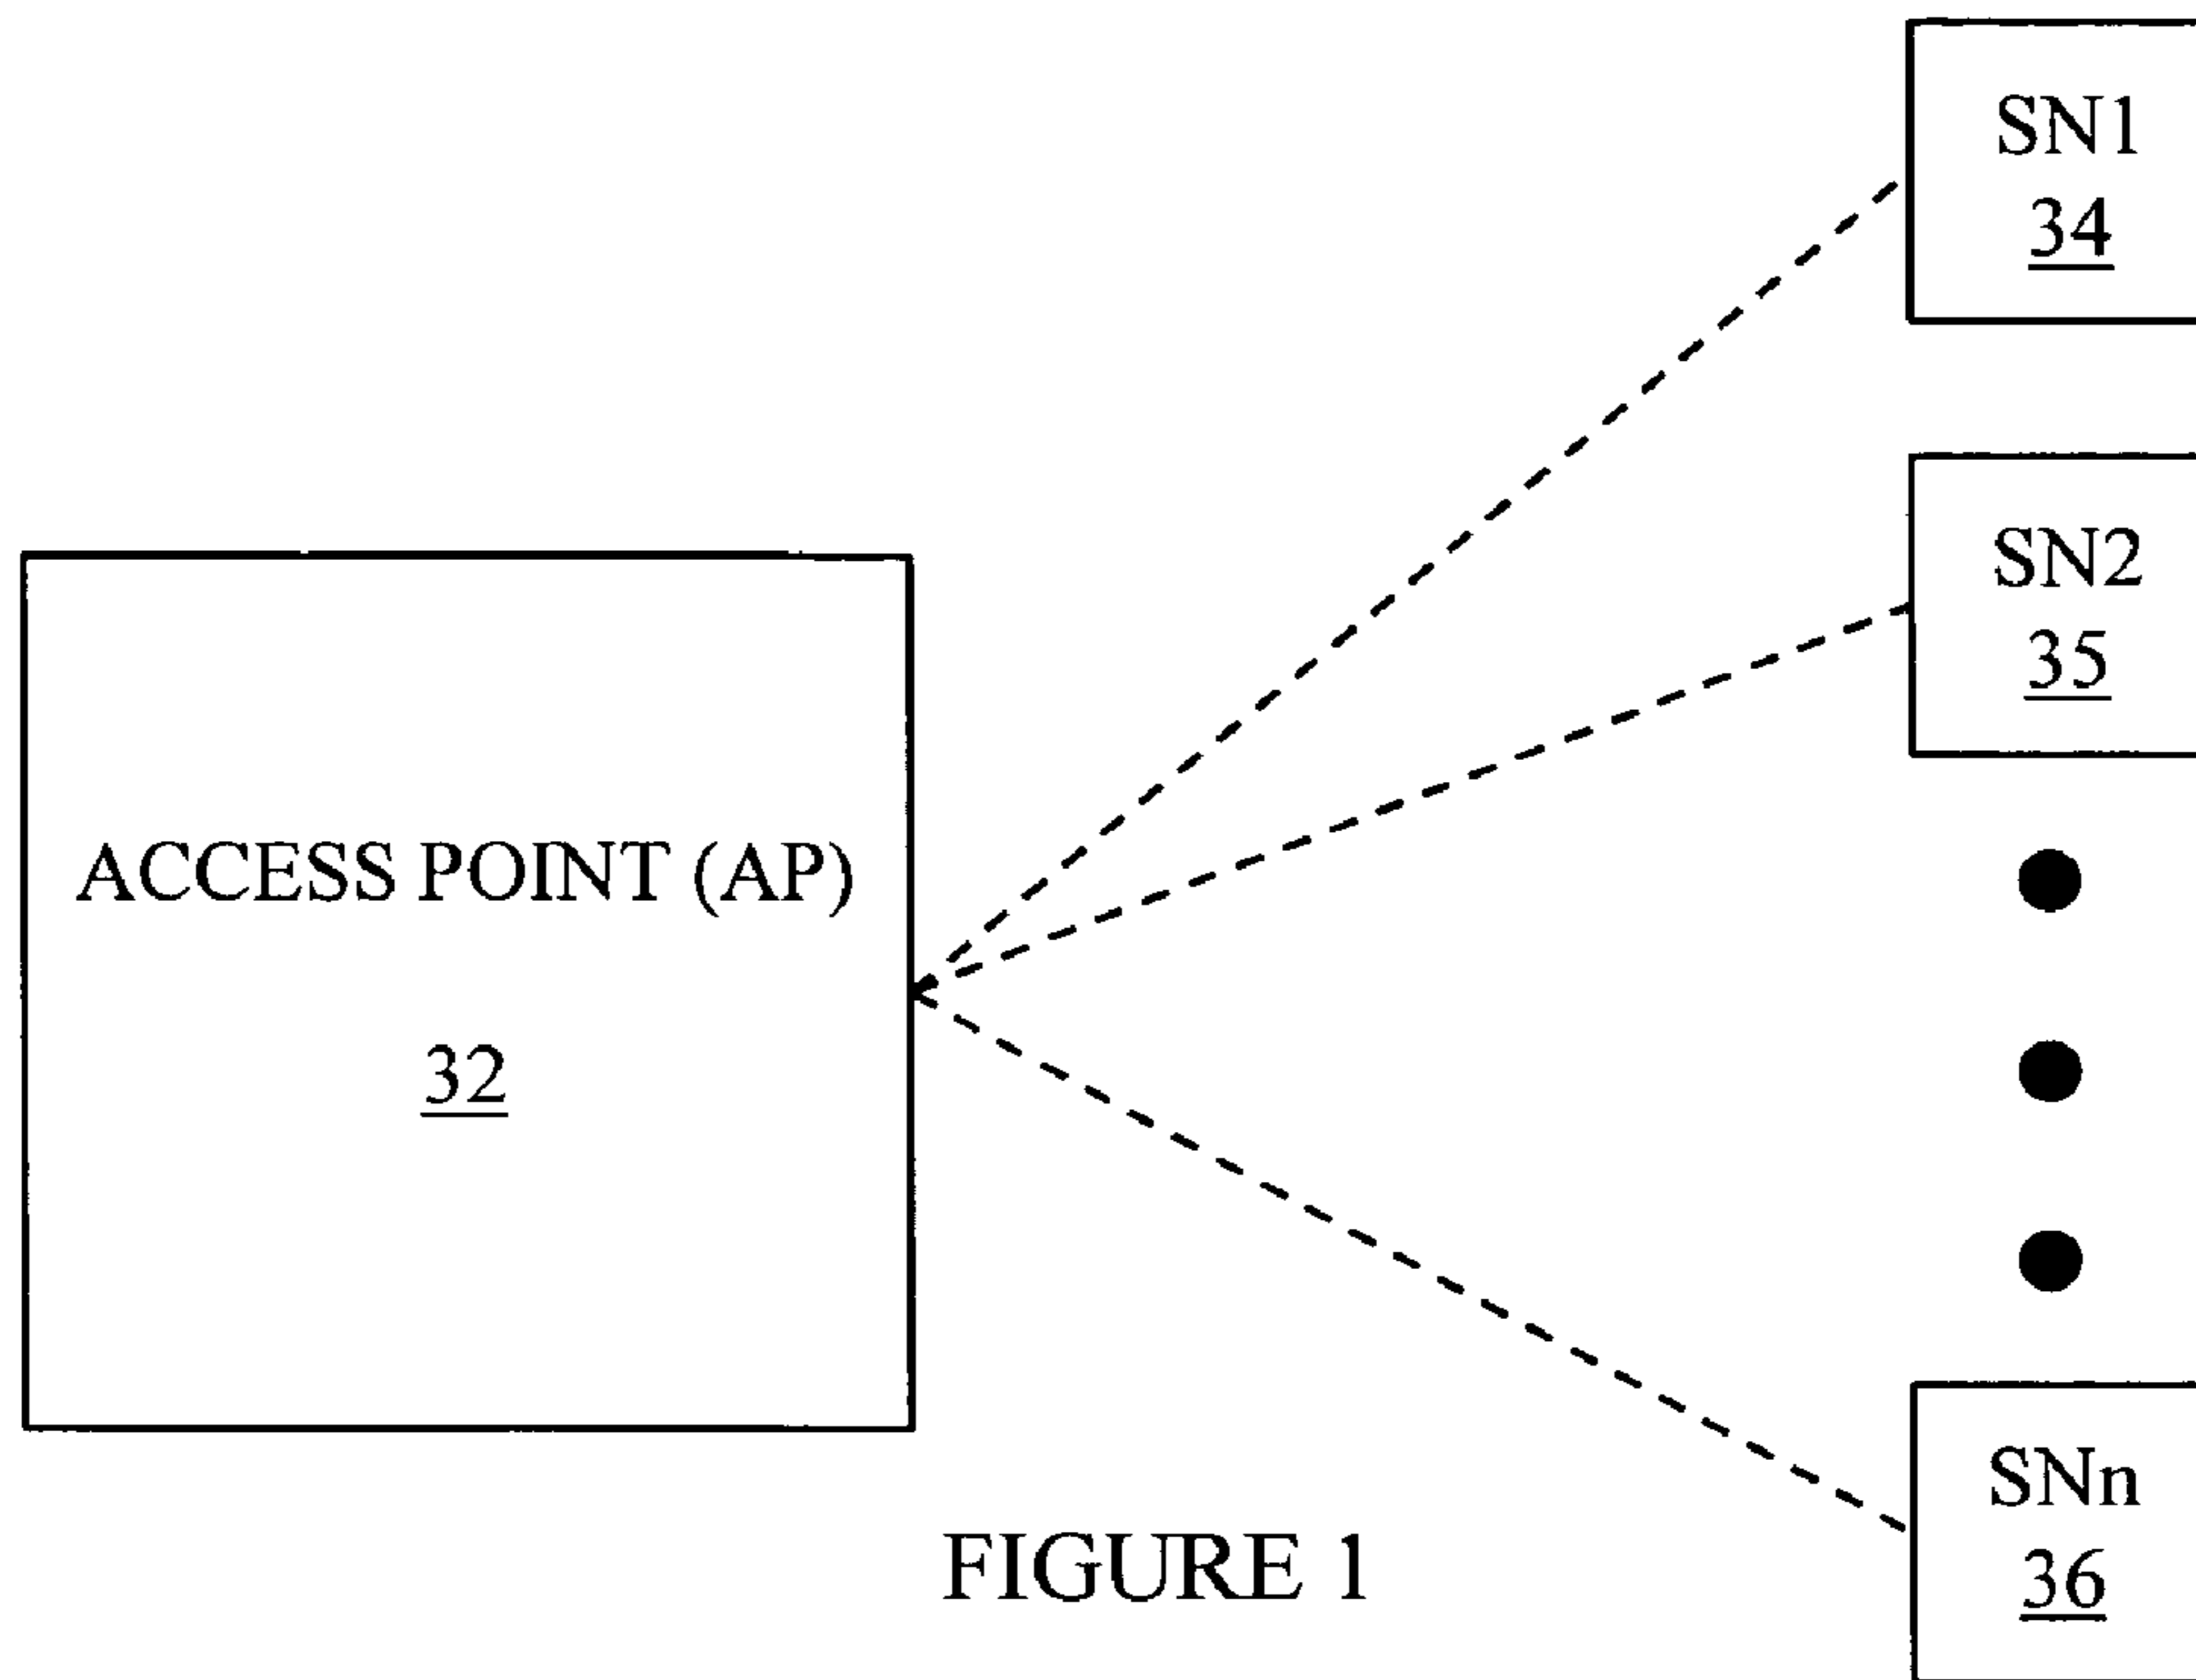 SN1
34
SN2
35
ACCESS POINT (AP)
32
SNn
36
FIGURE 1